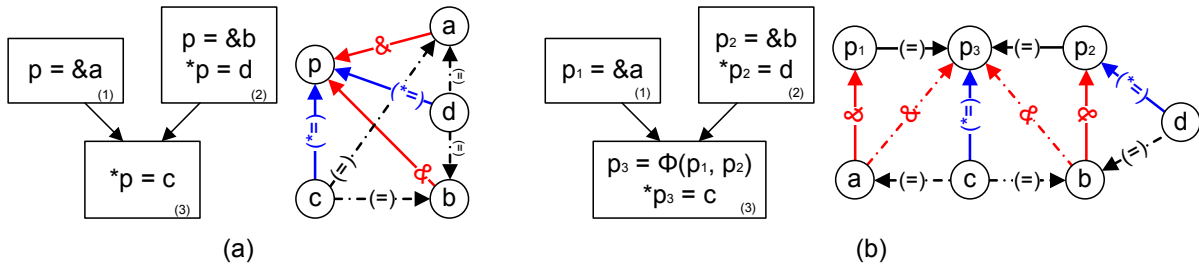 p = &a
(1)
p = &b
*p = d
(2)
*p = c
(3)
a
p
d
c
b
&
(*=)
(=)
(*=)
(=)
&
(=)
(=)
(a)
p1 = &a
(1)
p2 = &b
*p2 = d
(2)
p3 = Φ(p1, p2)
*p3 = c
(3)
p1
(=)
p3
(=)
p2
&
&
(*=)
&
&
(*=)
d
a
(=)
c
(=)
b
(=)
(b)